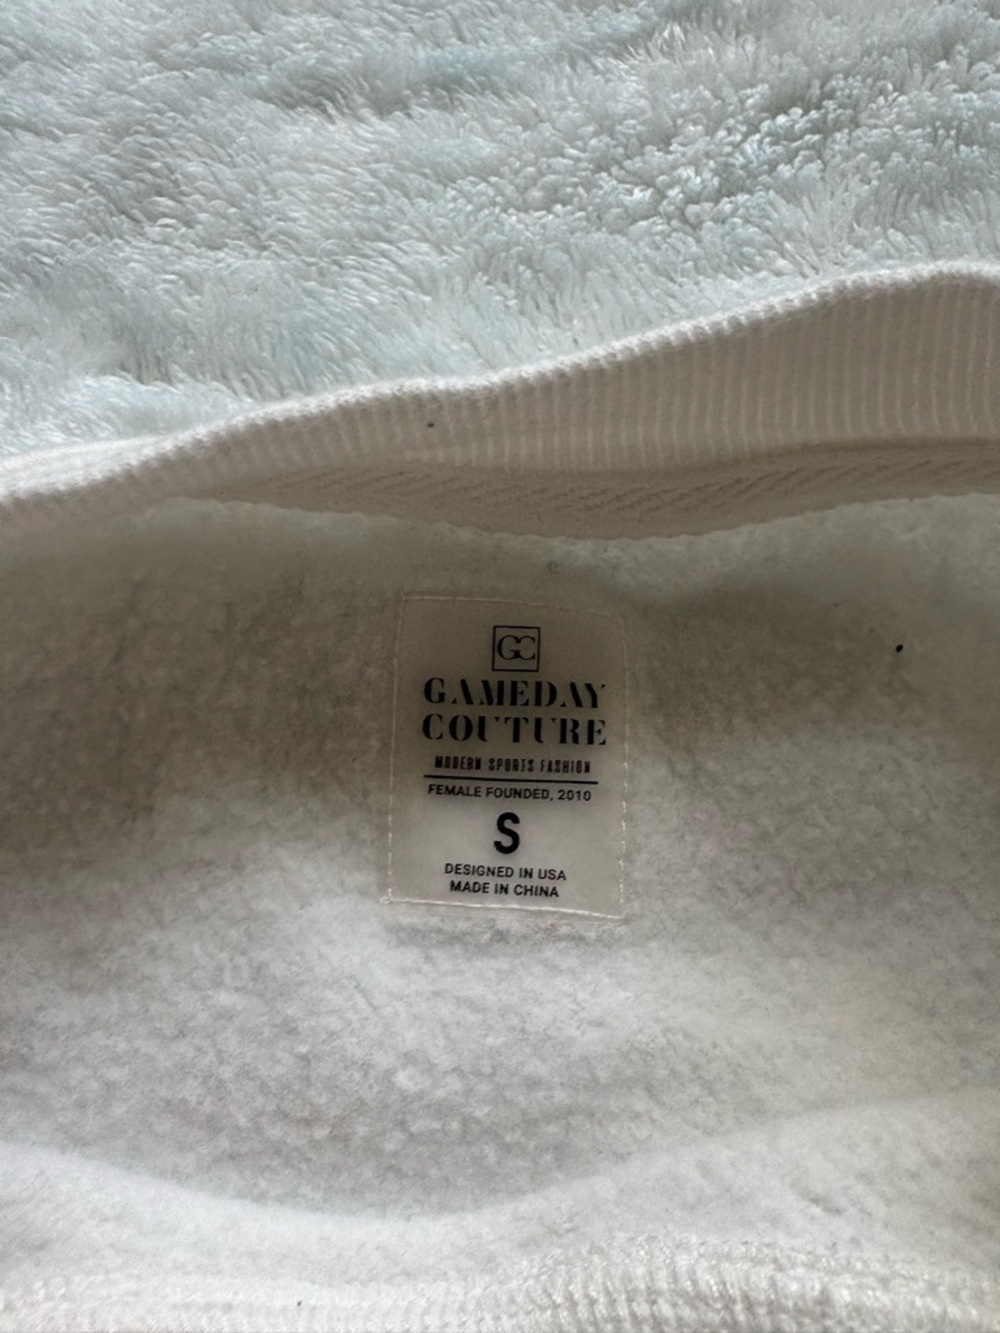 GC
GAMEDAY
COUTURE
MODERN SPORTS FASHION
FEMALE FOUNDED, 2010
S
DESIGNED IN USA
MADE IN CHINA